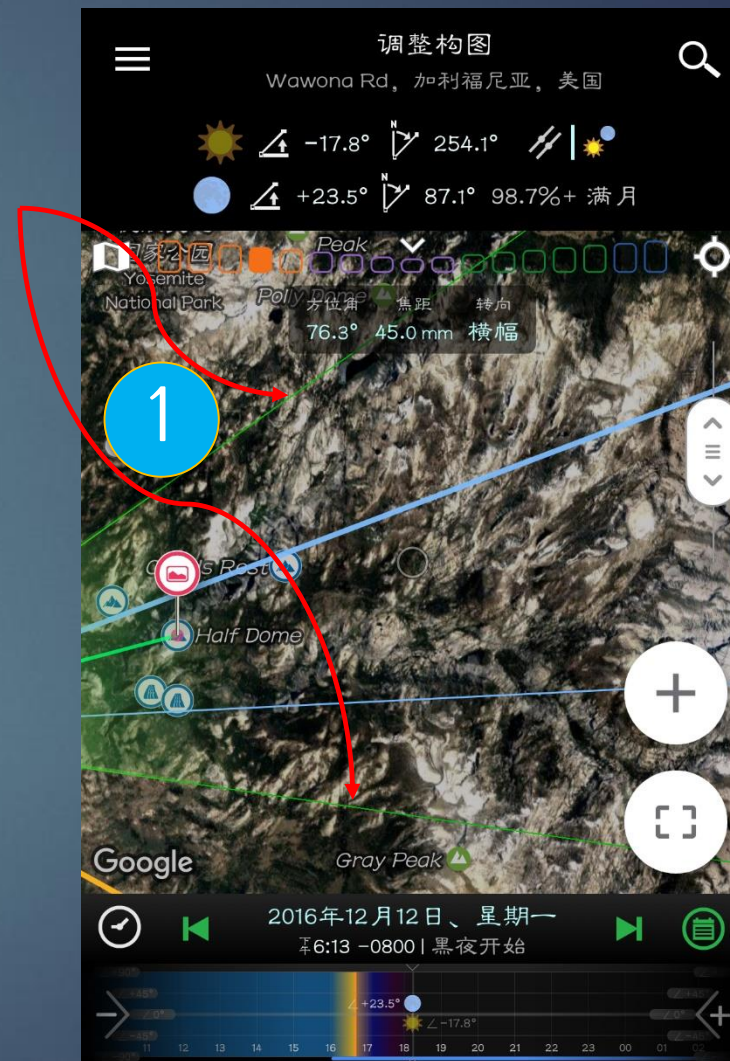 调整构图
Wawona Rd, 加利福尼亚, 美国
-17.8° N 254.1°
+23.5° N 87.1° 98.7%+ 满月
国家公园
Yosemite
National Park
Peak
Polly Dome
方位角 焦距 转向
76.3° 45.0 mm 横幅
1
Half Dome
Gray Peak
Google
2016年12月12日、星期一
下午6:13 -0800 | 黑夜开始
∠+23.5°
∠-17.8°
11 12 13 14 15 16 17 18 19 20 21 22 23 00 01 02